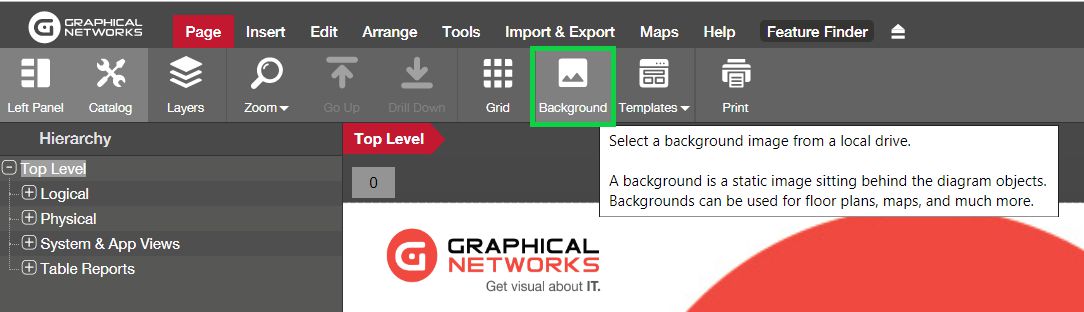 GRAPHICAL
NETWORKS
Page Insert Edit Arrange Tools Import & Export Maps Help Feature Finder
Left Panel Catalog Layers Zoom Go Up Drill Down Grid Background Templates Print
Select a background image from a local drive.
A background is a static image sitting behind the diagram objects.
Backgrounds can be used for floor plans, maps, and much more.
Hierarchy
Top Level
Logical
Physical
System & App Views
Table Reports
Top Level
0
GRAPHICAL
NETWORKS
Get visual about IT.